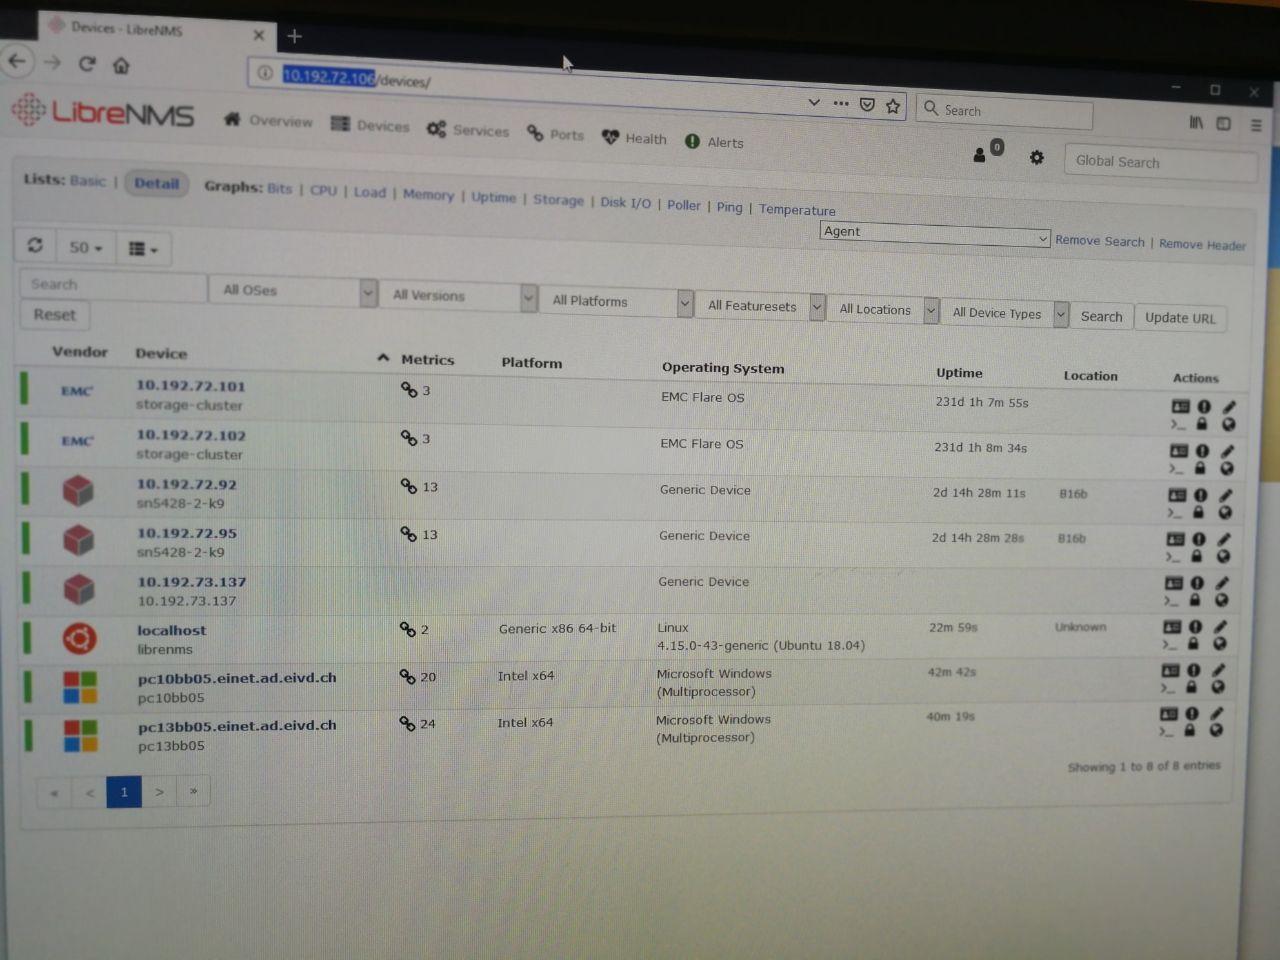 Devices - LibreNMS
10.192.72.106/devices/
Search
LibreNMS
Overview Devices Services Ports Health Alerts
0
Global Search
Lists: Basic | Detail Graphs: Bits | CPU | Load | Memory | Uptime | Storage | Disk I/O | Poller | Ping | Temperature
Agent Remove Search | Remove Header
50
Search All OSes All Versions All Platforms All Featuresets All Locations All Device Types Search Update URL
Reset
Vendor Device Metrics Platform Operating System Uptime Location Actions
EMC² 10.192.72.101 3 EMC Flare OS 231d 1h 7m 55s
storage-cluster
EMC² 10.192.72.102 3 EMC Flare OS 231d 1h 8m 34s
storage-cluster
10.192.72.92 13 Generic Device 2d 14h 28m 11s B16b
sn5428-2-k9
10.192.72.95 13 Generic Device 2d 14h 28m 28s B16b
sn5428-2-k9
10.192.73.137 Generic Device
10.192.73.137
localhost 2 Generic x86 64-bit Linux 22m 59s Unknown
librenms 4.15.0-43-generic (Ubuntu 18.04)
pc10bb05.einet.ad.eivd.ch 20 Intel x64 Microsoft Windows 42m 42s
pc10bb05 (Multiprocessor)
pc13bb05.einet.ad.eivd.ch 24 Intel x64 Microsoft Windows 40m 19s
pc13bb05 (Multiprocessor)
Showing 1 to 8 of 8 entries
« < 1 > »